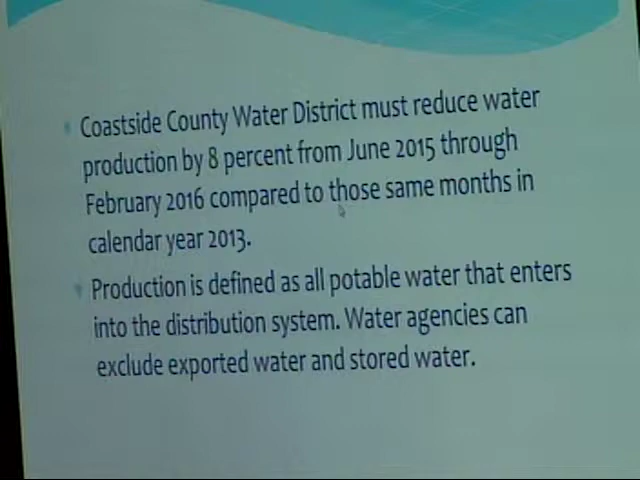 Coastside County Water District must reduce water
production by 8 percent from June 2015 through
February 2016 compared to those same months in
calendar year 2013.
Production is defined as all potable water that enters
into the distribution system. Water agencies can
exclude exported water and stored water.